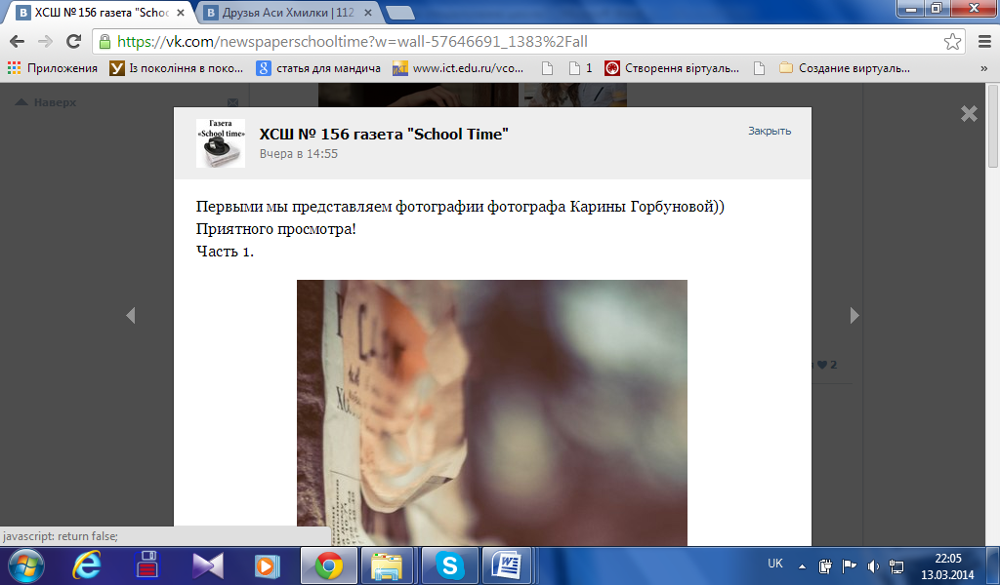 ХСШ № 156 газета "Schoo
Друзья Аси Хмилки | 112
https://vk.com/newspaperschooltime?w=wall-57646691_1383%2Fall
Приложения
Із покоління в поко...
статья для мандича
www.ict.edu.ru/vco...
1
Створення віртуаль...
Создание виртуаль...
»
Наверх
Газета
«School time»
ХСШ № 156 газета "School Time"
Вчера в 14:55
Закрыть
Первыми мы представляем фотографии фотографа Карины Горбуновой))
Приятного просмотра!
Часть 1.
2
javascript: return false;
UK
22:05
13.03.2014